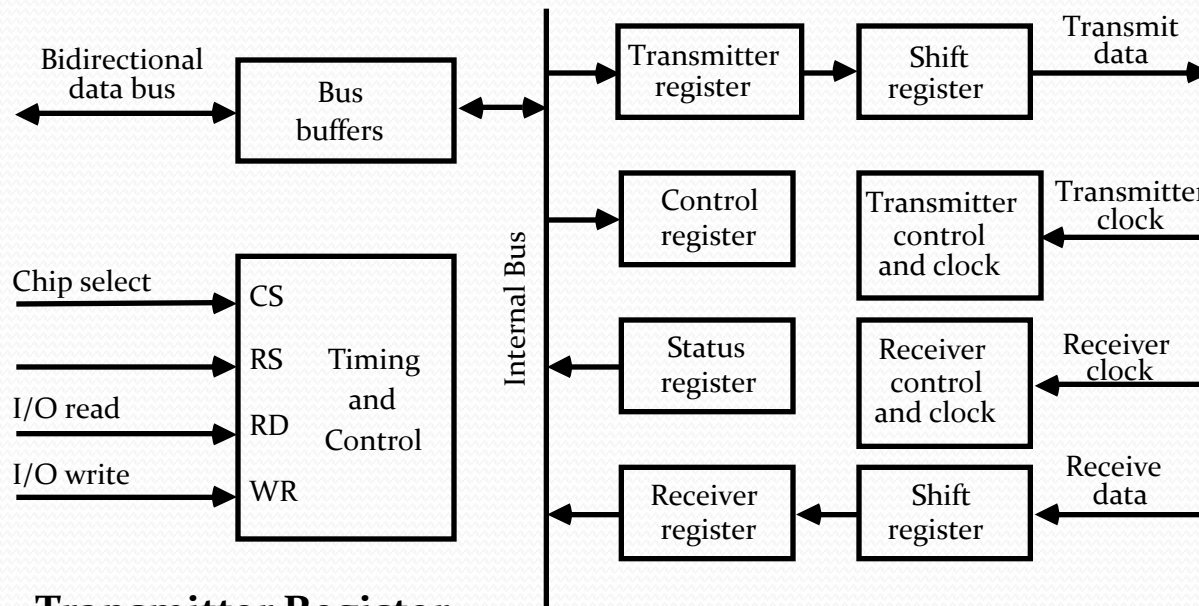 Bidirectional
data bus
Bus
buffers
Chip select
CS
RS
I/O read
RD
I/O write
WR
Timing
and
Control
Internal Bus
Transmitter
register
Shift
register
Transmit
data
Control
register
Transmitter
control
and clock
Transmitter
clock
Status
register
Receiver
control
and clock
Receiver
clock
Receiver
register
Shift
register
Receive
data
Transmitter Register